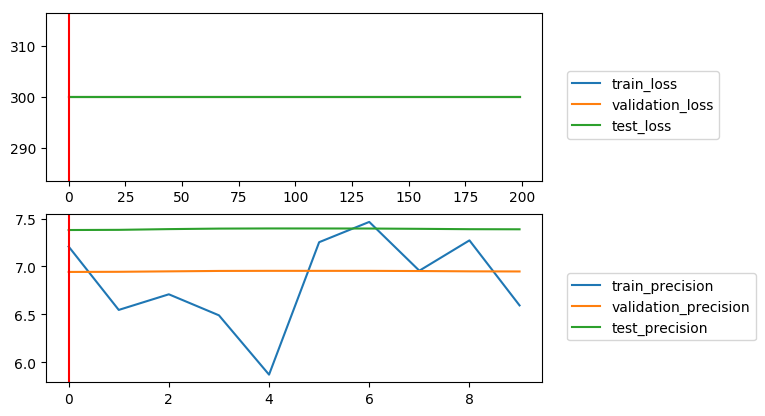 310
300
290
0 25 50 75 100 125 150 175 200
train_loss
validation_loss
test_loss
7.5
7.0
6.5
6.0
0 2 4 6 8
train_precision
validation_precision
test_precision